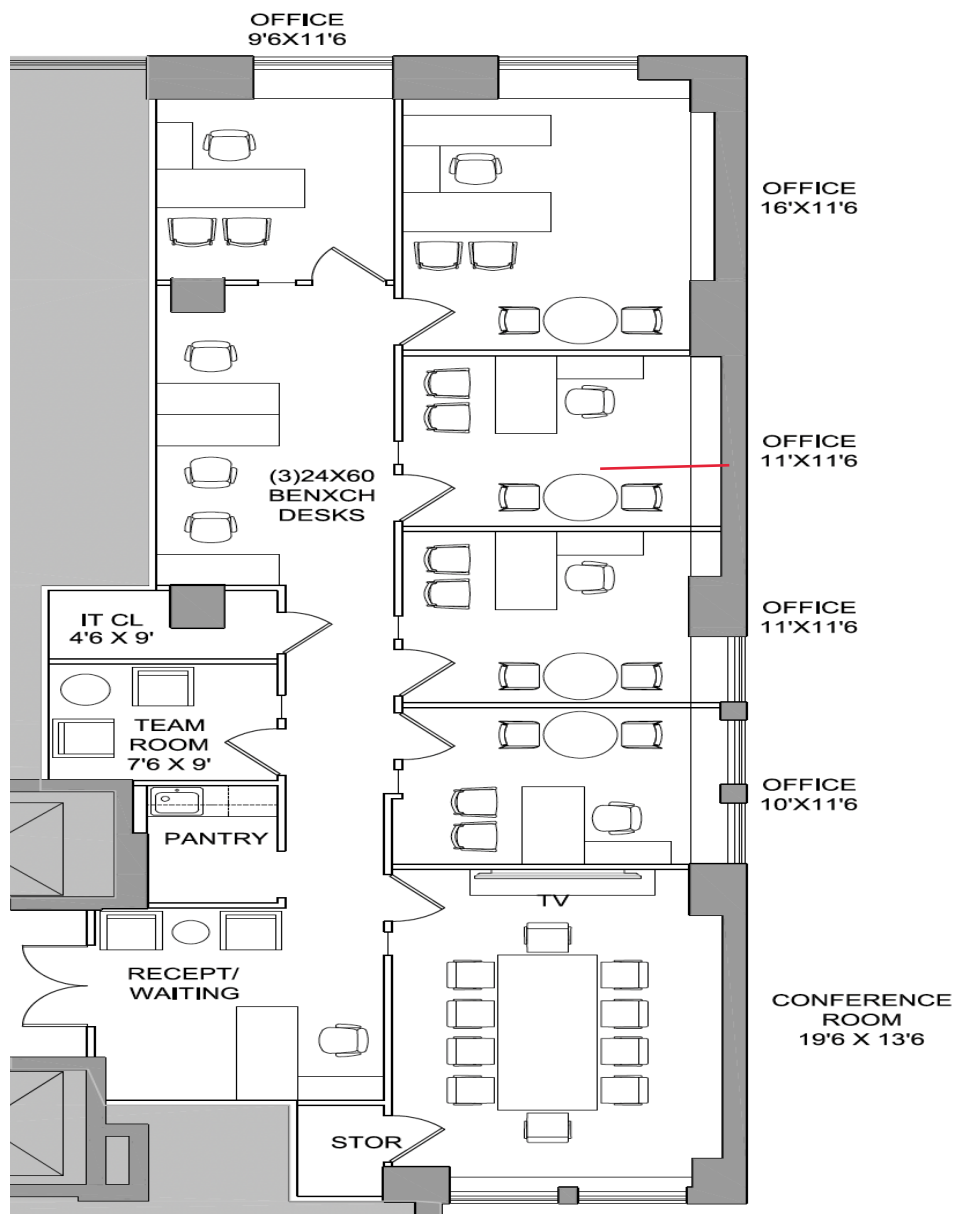 OFFICE
9'6X11'6
OFFICE
16'X11'6
OFFICE
11'X11'6
(3)24X60
BENXCH
DESKS
OFFICE
11'X11'6
IT CL
4'6 X 9'
TEAM
ROOM
7'6 X 9'
OFFICE
10'X11'6
PANTRY
TV
RECEPT/
WAITING
CONFERENCE
ROOM
19'6 X 13'6
STOR